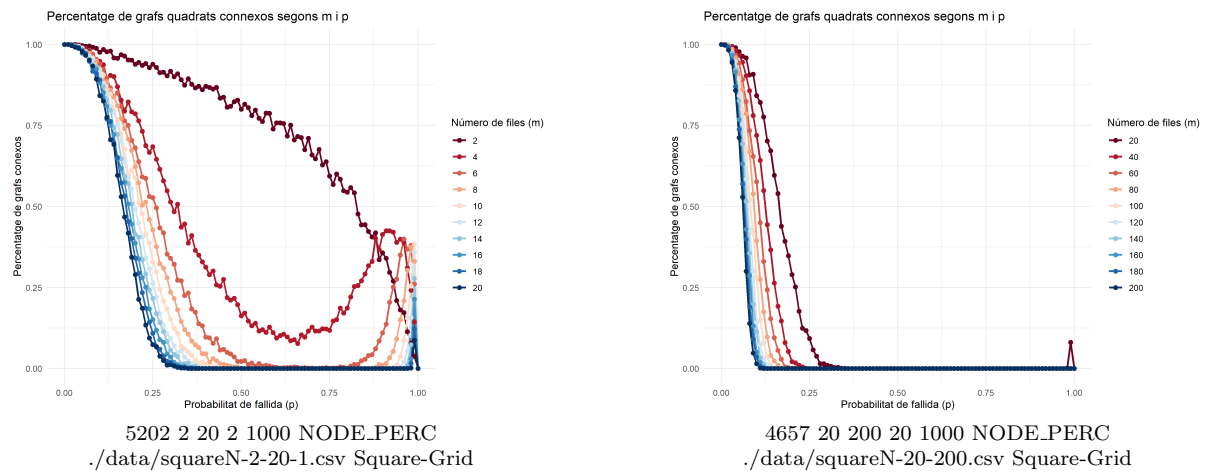 Percentatge de grafs quadrats connexos segons m i p
1.00
0.75
0.50
0.25
0.00
Percentatge de grafs connexos
0.00 0.25 0.50 0.75 1.00
Probabilitat de fallida (p)
Número de files (m)
2
4
6
8
10
12
14
16
18
20
5202 2 20 2 1000 NODE_PERC
./data/squareN-2-20-1.csv Square-Grid
Percentatge de grafs quadrats connexos segons m i p
1.00
0.75
0.50
0.25
0.00
Percentatge de grafs connexos
0.00 0.25 0.50 0.75 1.00
Probabilitat de fallida (p)
Número de files (m)
20
40
60
80
100
120
140
160
180
200
4657 20 200 20 1000 NODE_PERC
./data/squareN-20-200.csv Square-Grid